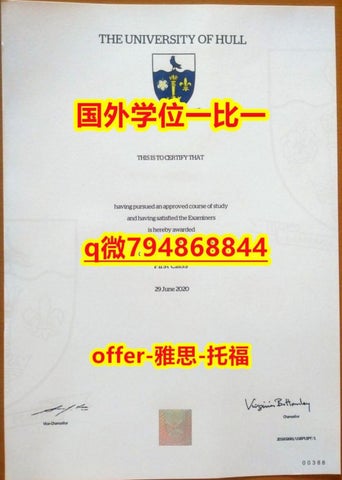 THE UNIVERSITY OF HULL
国外学位一比一
THIS IS TO CERTIFY THAT
having pursued an approved course of study
and having satisfied the Examiners
is hereby awarded
q微794868844
First Class
29 June 2020
offer-雅思-托福
Vice-Chancellor
Chancellor
00388